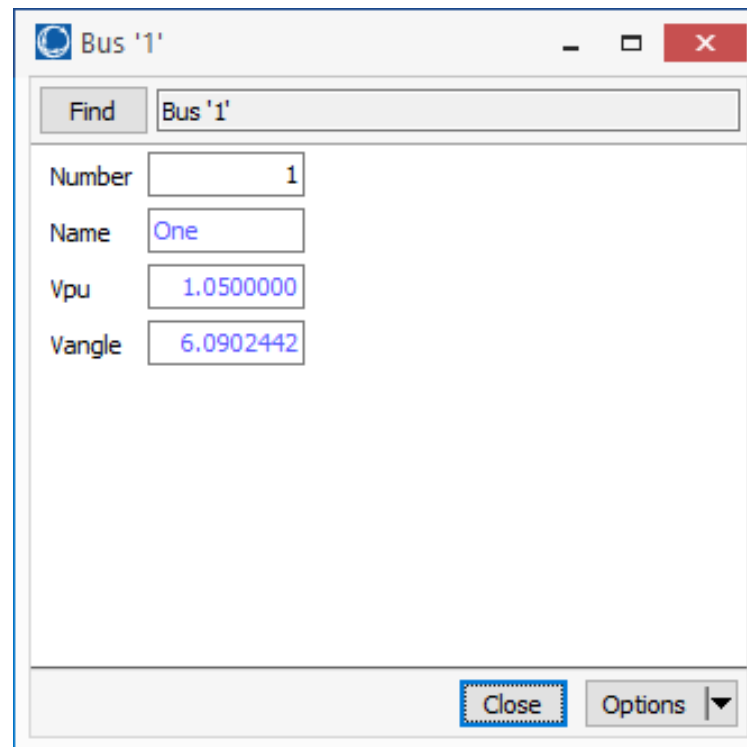 Bus '1'
Find Bus '1'
Number 1
Name One
Vpu 1.0500000
Vangle 6.0902442
Close Options